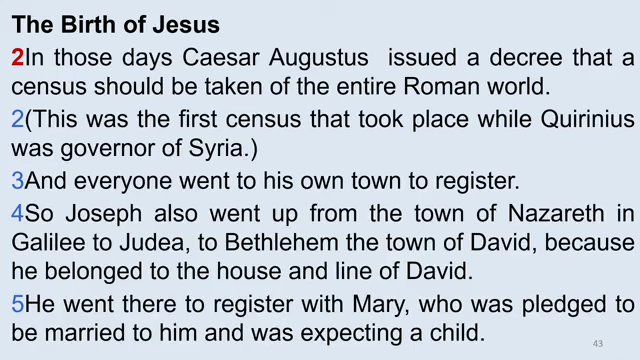 The Birth of Jesus
2In those days Caesar Augustus issued a decree that a
census should be taken of the entire Roman world.
2(This was the first census that took place while Quirinius
was governor of Syria.)
3And everyone went to his own town to register.
4So Joseph also went up from the town of Nazareth in
Galilee to Judea, to Bethlehem the town of David, because
he belonged to the house and line of David.
5He went there to register with Mary, who was pledged to
be married to him and was expecting a child.
43